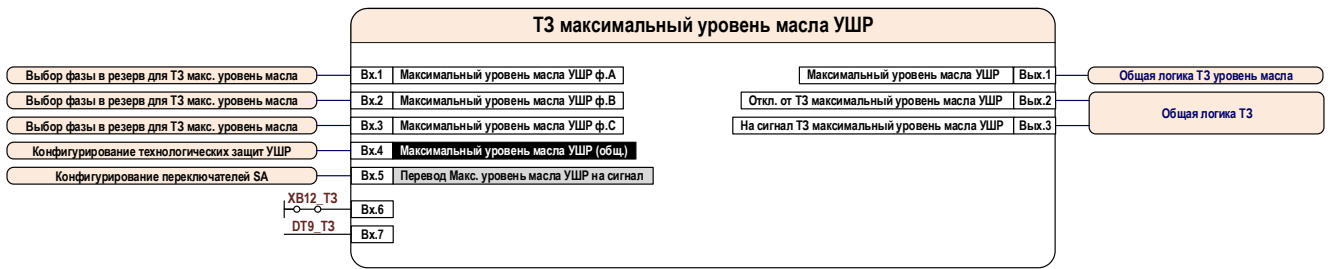 ТЗ максимальный уровень масла УШР
Выбор фазы в резерв для ТЗ макс. уровень масла Вх.1 Максимальный уровень масла УШР ф.А Максимальный уровень масла УШР Вых.1 Общая логика ТЗ уровень масла
Выбор фазы в резерв для ТЗ макс. уровень масла Вх.2 Максимальный уровень масла УШР ф.В Откл. от ТЗ максимальный уровень масла УШР Вых.2
Общая логика ТЗ
Выбор фазы в резерв для ТЗ макс. уровень масла Вх.3 Максимальный уровень масла УШР ф.С На сигнал ТЗ максимальный уровень масла УШР Вых.3
Конфигурирование технологических защит УШР Вх.4 Максимальный уровень масла УШР (общ.)
Конфигурирование переключателей SA Вх.5 Перевод Макс. уровень масла УШР на сигнал
XB12_ТЗ Вх.6
DT9_ТЗ Вх.7